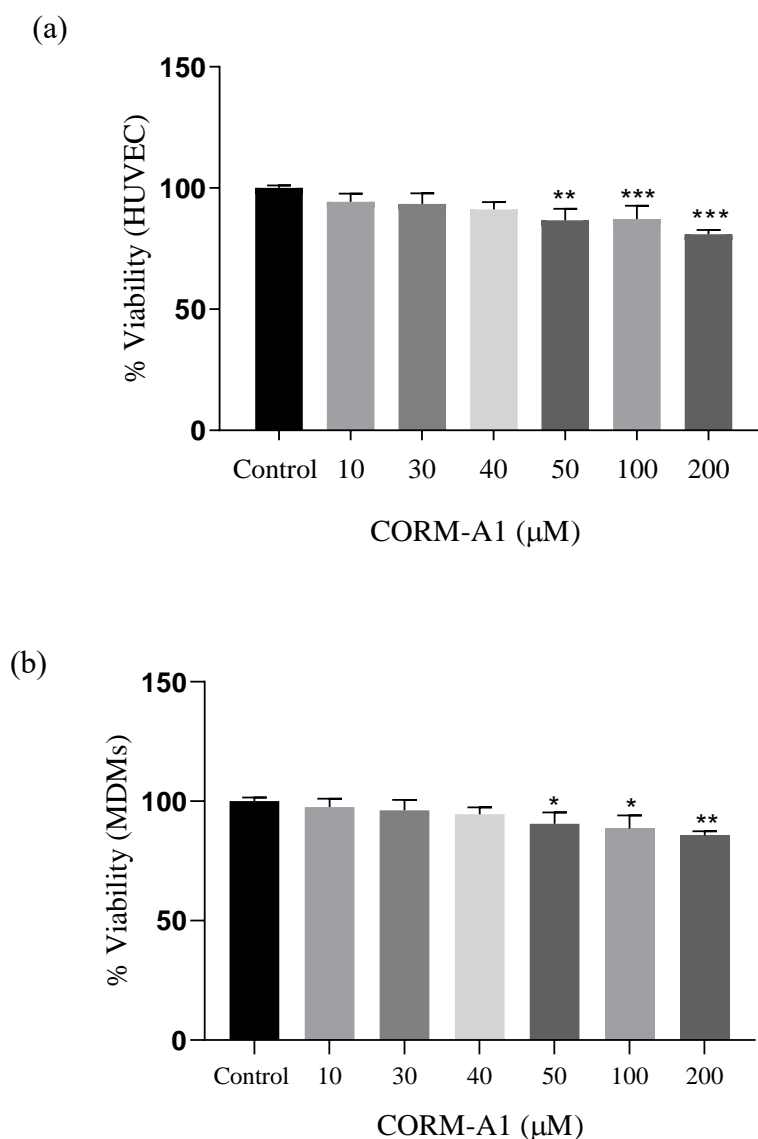 (a)
150
100
50
0
% Viability (HUVEC)
** *** ***
Control 10 30 40 50 100 200
CORM-A1 (μM)
(b)
150
100
50
0
% Viability (MDMs)
* * **
Control 10 30 40 50 100 200
CORM-A1 (μM)